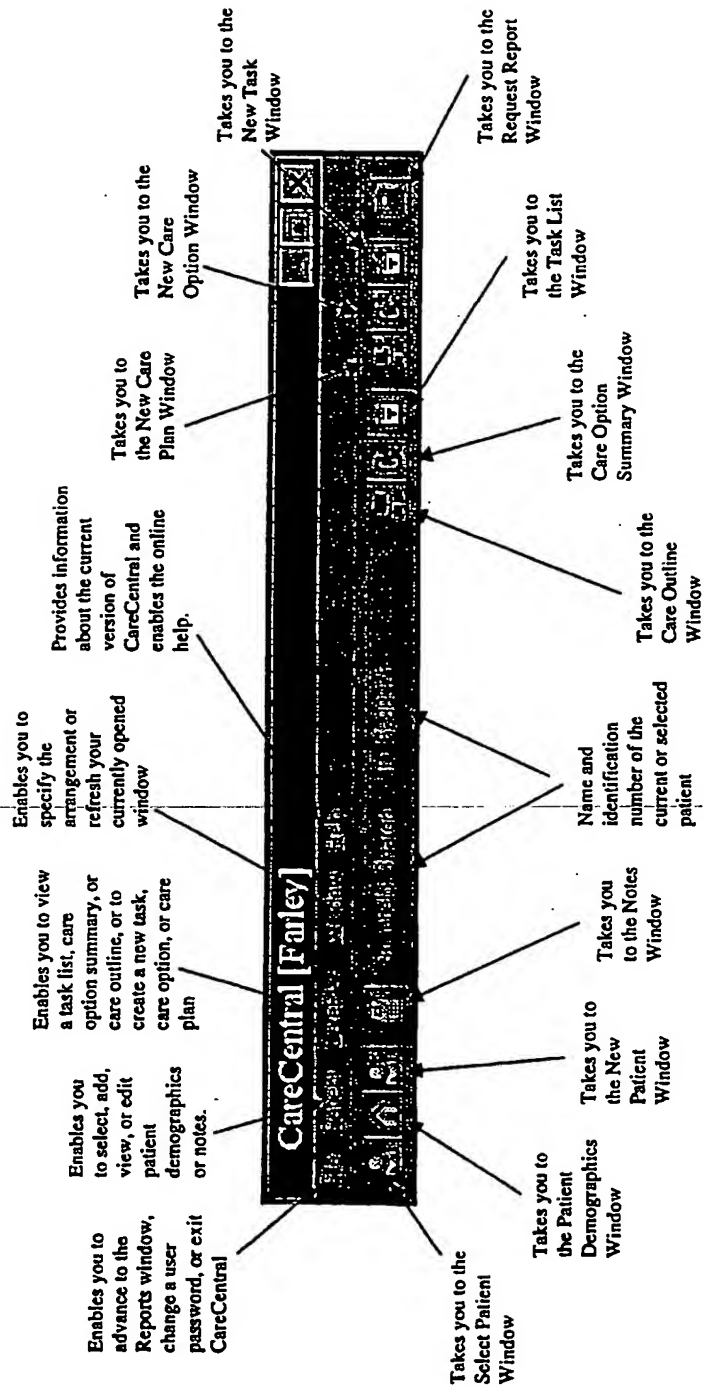 Enables you to
advance to the
Reports window,
change a user
password, or exit
CareCentral
Enables you
to select, add,
view, or edit
patient
demographics
or notes.
Enables you to view
a task list, care
option summary, or
care outline, or to
create a new task,
care option, or care
plan
Enables you to
specify the
arrangement or
refresh your
currently opened
window
Provides information
about the current
version of
CareCentral and
enables the online
help.
Takes you to
the New Care
Plan Window
Takes you to the
New Care
Option Window
Takes you to the
New Task
Window
CareCentral [Farley]
Takes you to the
Select Patient
Window
Takes you to
the Patient
Demographics
Window
Takes you to
the New
Patient
Window
Takes you
to the Notes
Window
Name and
identification
number of the
current or selected
patient
Takes you to the
Care Outline
Window
Takes you to the
Care Option
Summary Window
Takes you to
the Task List
Window
Takes you to the
Request Report
Window